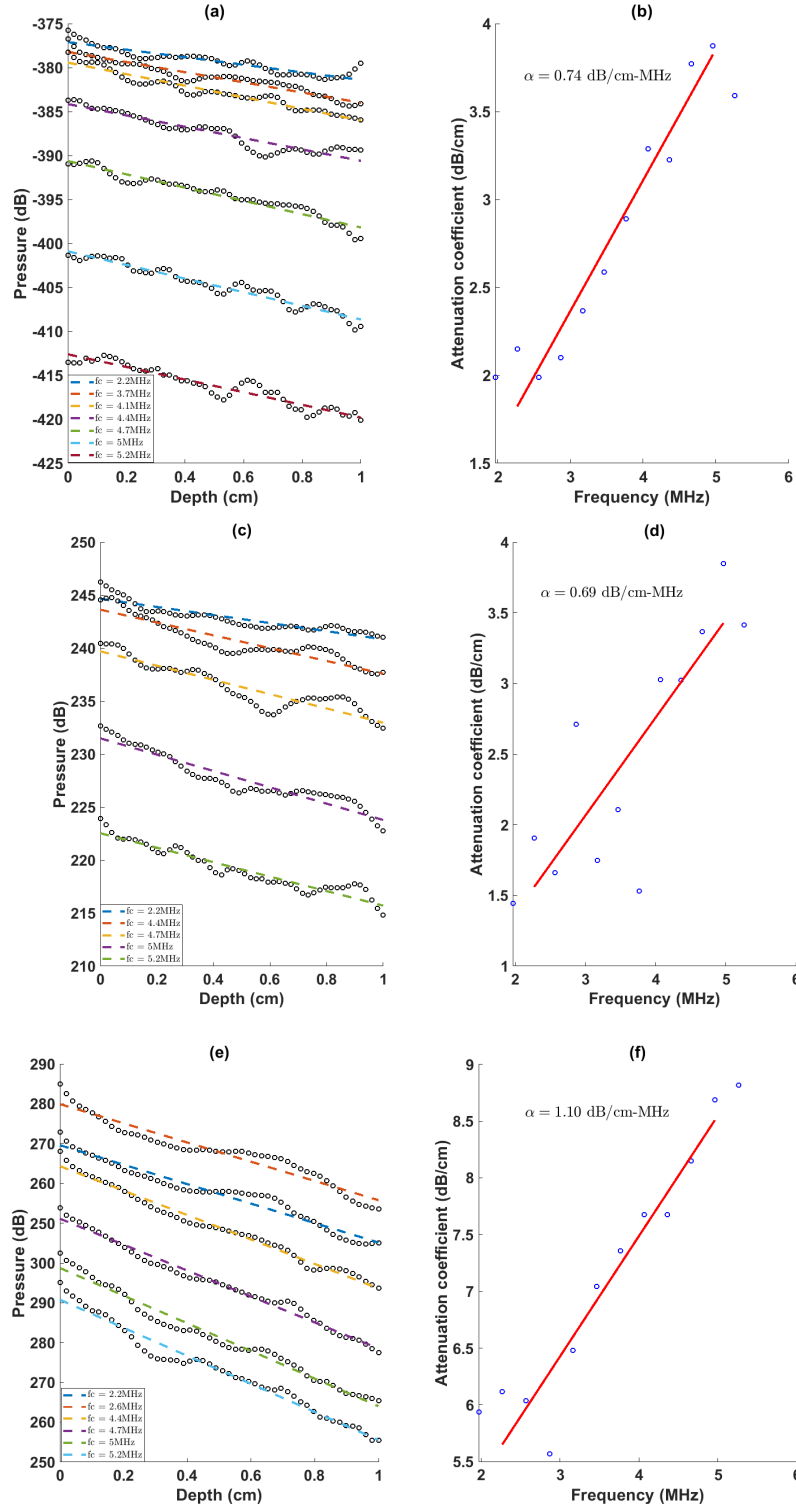 (a)
-375
-380
-385
-390
-395
-400
-405
-410
-415
-420
-425
Pressure (dB)
fc = 2.2MHz
fc = 3.7MHz
fc = 4.1MHz
fc = 4.4MHz
fc = 4.7MHz
fc = 5MHz
fc = 5.2MHz
0 0.2 0.4 0.6 0.8 1
Depth (cm)
(b)
4
3.5
3
2.5
2
1.5
Attenuation coefficient (dB/cm)
α = 0.74 dB/cm-MHz
2 3 4 5 6
Frequency (MHz)
(c)
250
245
240
235
230
225
220
215
210
Pressure (dB)
fc = 2.2MHz
fc = 4.4MHz
fc = 4.7MHz
fc = 5MHz
fc = 5.2MHz
0 0.2 0.4 0.6 0.8 1
Depth (cm)
(d)
4
3.5
3
2.5
2
1.5
1
Attenuation coefficient (dB/cm)
α = 0.69 dB/cm-MHz
2 3 4 5 6
Frequency (MHz)
(e)
290
280
270
260
250
300
290
270
260
250
Pressure (dB)
fc = 2.2MHz
fc = 2.6MHz
fc = 4.4MHz
fc = 4.7MHz
fc = 5MHz
fc = 5.2MHz
0 0.2 0.4 0.6 0.8 1
Depth (cm)
(f)
9
8.5
8
7.5
7
6.5
6
5.5
Attenuation coefficient (dB/cm)
α = 1.10 dB/cm-MHz
2 3 4 5 6
Frequency (MHz)